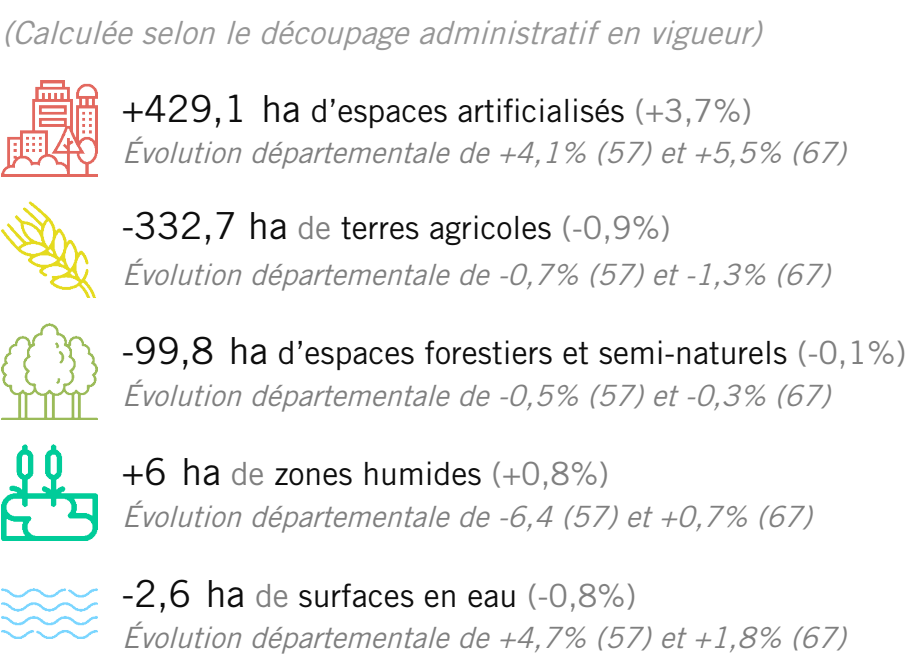 (Calculée selon le découpage administratif en vigueur)
+429,1 ha d’espaces artificialisés (+3,7%)
Évolution départementale de +4,1% (57) et +5,5% (67)
-332,7 ha de terres agricoles (-0,9%)
Évolution départementale de -0,7% (57) et -1,3% (67)
-99,8 ha d’espaces forestiers et semi-naturels (-0,1%)
Évolution départementale de -0,5% (57) et -0,3% (67)
+6 ha de zones humides (+0,8%)
Évolution départementale de -6,4 (57) et +0,7% (67)
-2,6 ha de surfaces en eau (-0,8%)
Évolution départementale de +4,7% (57) et +1,8% (67)